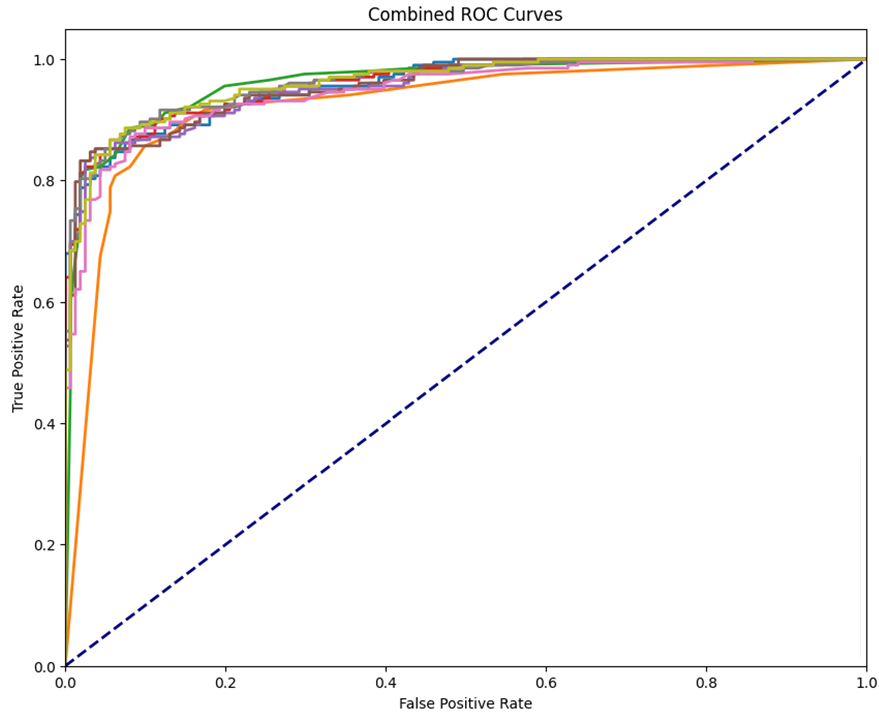 Combined ROC Curves
1.0
0.8
0.6
0.4
0.2
0.0
True Positive Rate
0.0 0.2 0.4 0.6 0.8 1.0
False Positive Rate